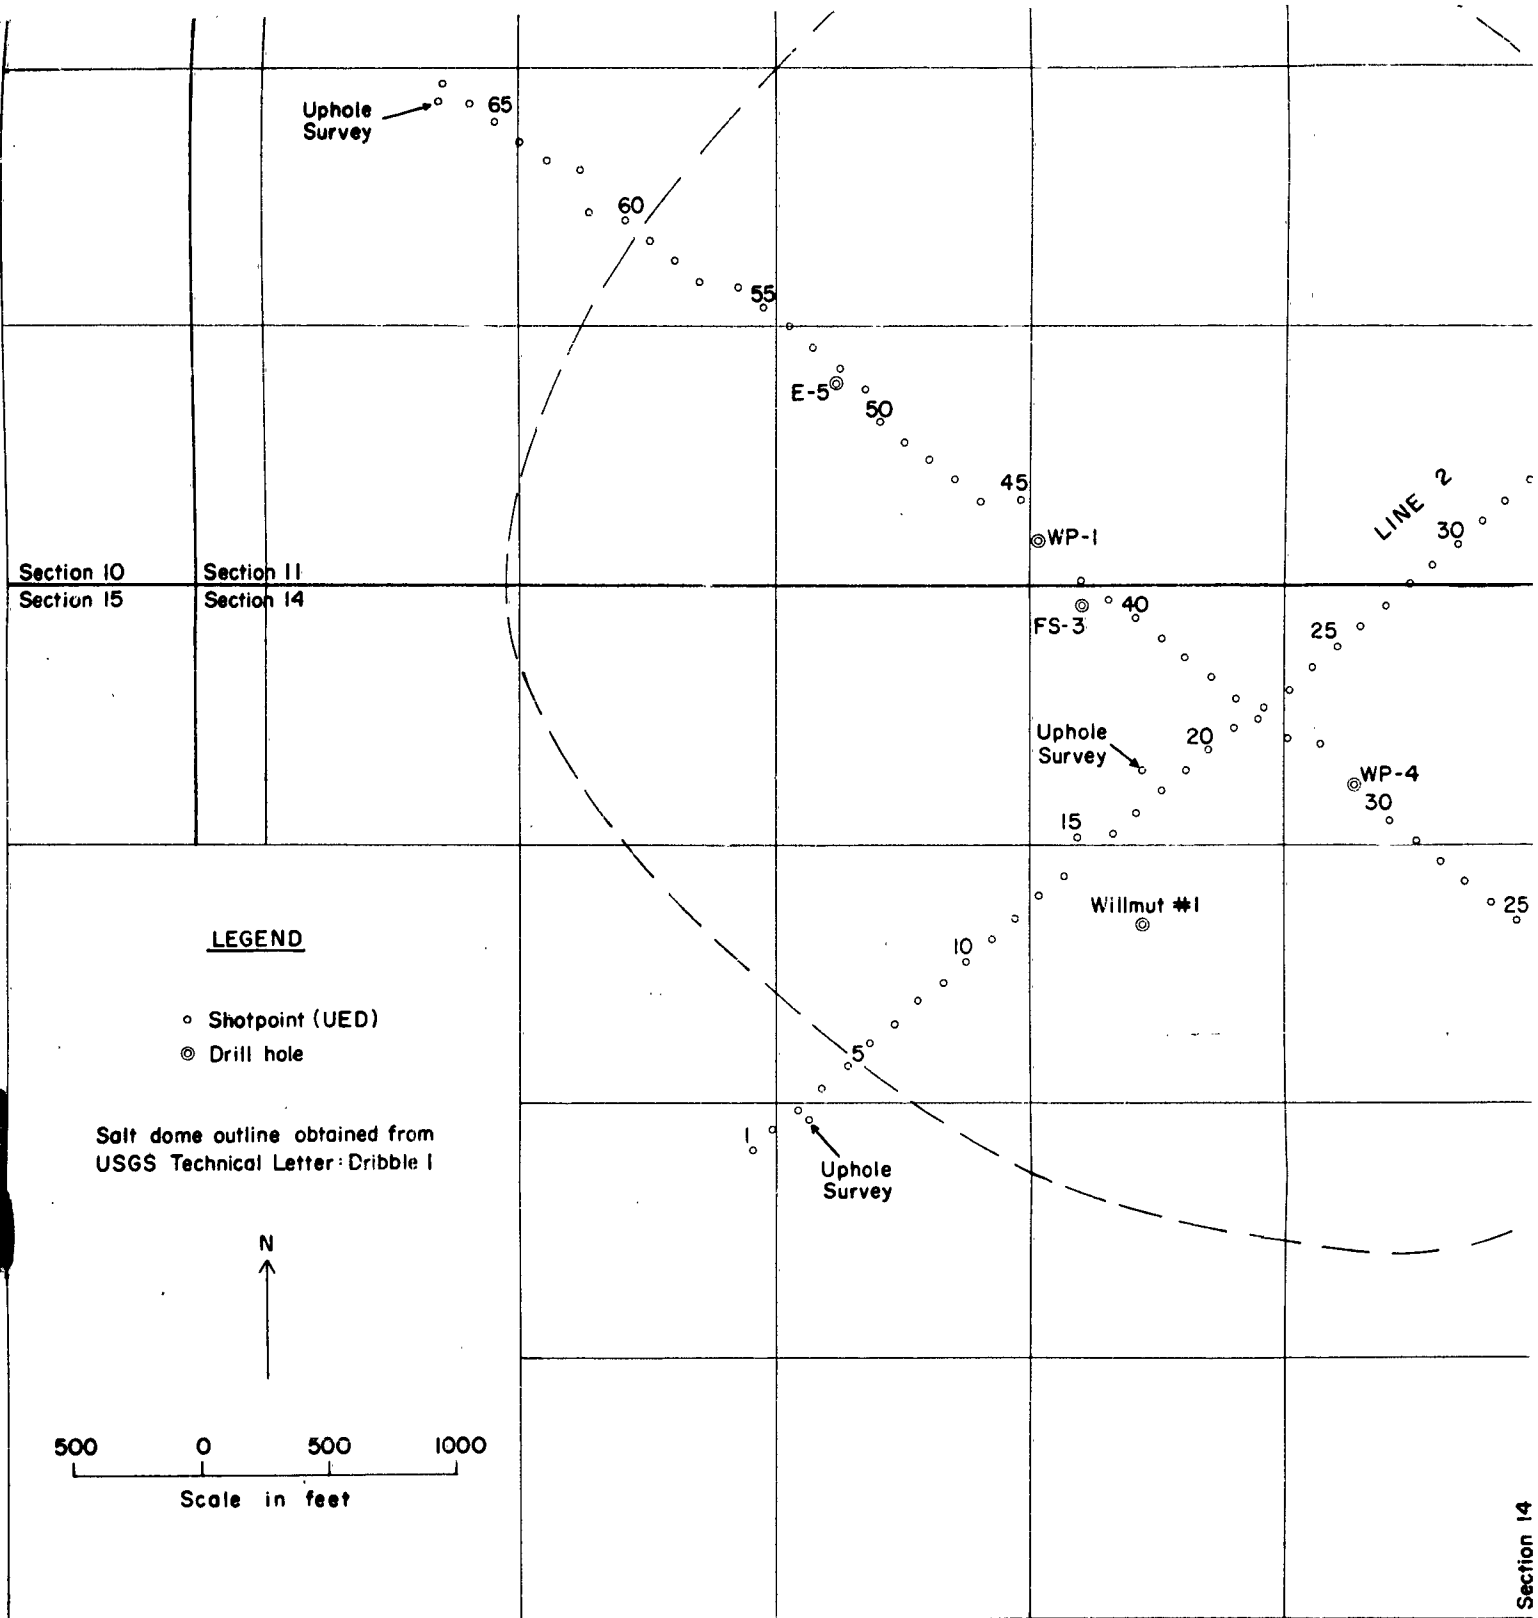 Uphole
Survey
65
60
55
E-5
50
45
LINE 2
30
WP-1
Section 10
Section 11
Section 15
Section 14
FS-3
40
25
Uphole
Survey
20
WP-4
30
15
Willmut #1
25
LEGEND
10
Shotpoint (UED)
Drill hole
5
Salt dome outline obtained from
USGS Technical Letter: Dribble 1
1
Uphole
Survey
N
500 0 500 1000
Scale in feet
Section 14